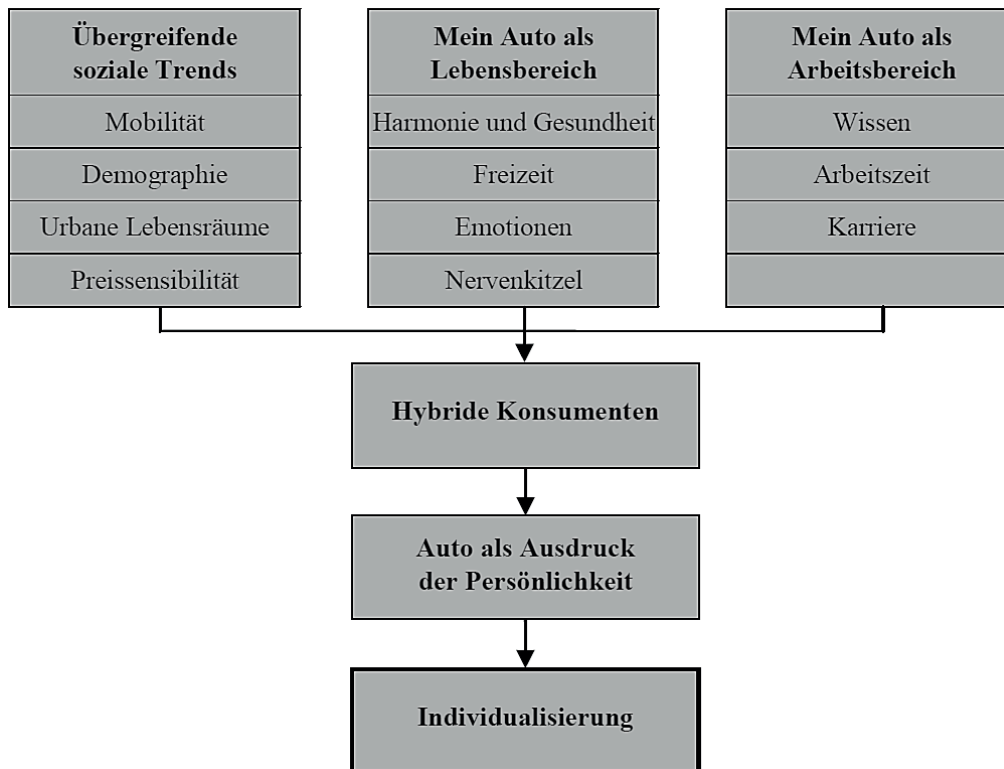 Übergreifende
soziale Trends
Mobilität
Demographie
Urbane Lebensräume
Preissensibilität
Mein Auto als
Lebensbereich
Harmonie und Gesundheit
Freizeit
Emotionen
Nervenkitzel
Mein Auto als
Arbeitsbereich
Wissen
Arbeitszeit
Karriere
Hybride Konsumenten
Auto als Ausdruck
der Persönlichkeit
Individualisierung